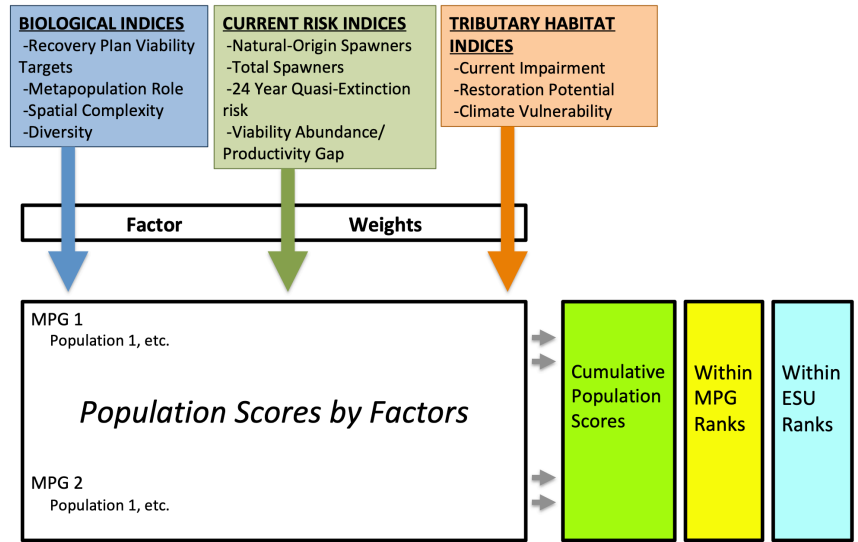 BIOLOGICAL INDICES
-Recovery Plan Viability
Targets
-Metapopulation Role
-Spatial Complexity
-Diversity
CURRENT RISK INDICES
-Natural-Origin Spawners
-Total Spawners
-24 Year Quasi-Extinction
risk
-Viability Abundance/
Productivity Gap
TRIBUTARY HABITAT
INDICES
-Current Impairment
-Restoration Potential
-Climate Vulnerability
Factor Weights
MPG 1
Population 1, etc.
Population Scores by Factors
MPG 2
Population 1, etc.
Cumulative
Population
Scores
Within
MPG
Ranks
Within
ESU
Ranks